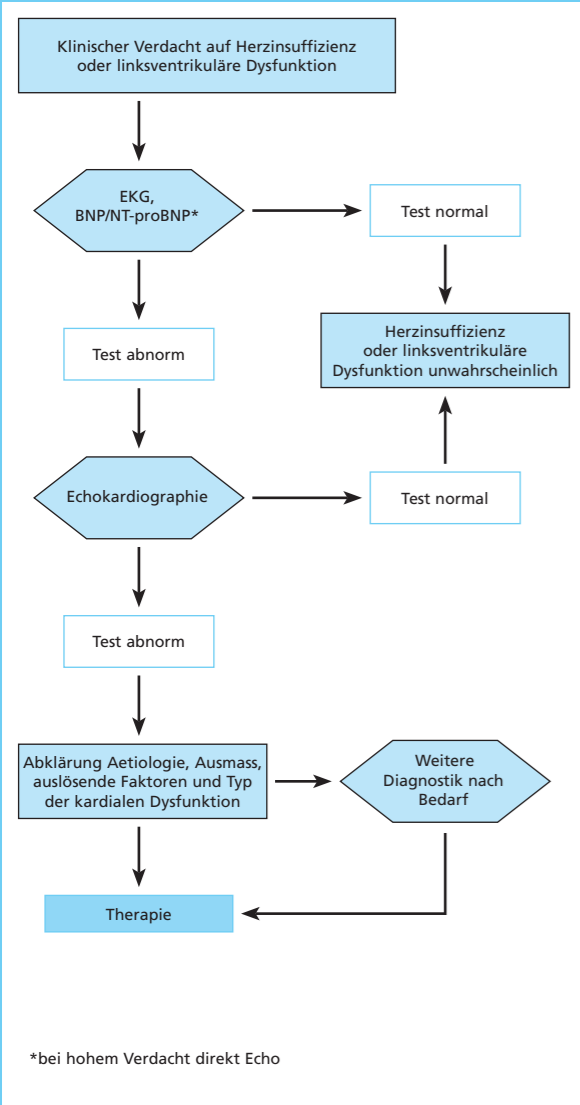 Klinischer Verdacht auf Herzinsuffizienz
oder linksventrikuläre Dysfunktion
EKG,
BNP/NT-proBNP*
Test normal
Test abnorm
Herzinsuffizienz
oder linksventrikuläre
Dysfunktion unwahrscheinlich
Echokardiographie
Test normal
Test abnorm
Abklärung Aetiologie, Ausmass,
auslösende Faktoren und Typ
der kardialen Dysfunktion
Weitere
Diagnostik nach
Bedarf
Therapie
*bei hohem Verdacht direkt Echo